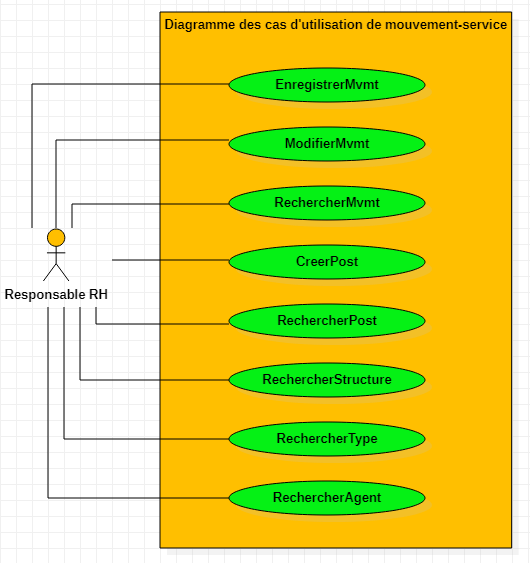 Diagramme des cas d'utilisation de mouvement-service
EnregistrerMvmt
ModifierMvmt
RechercherMvmt
CreerPost
Responsable RH
RechercherPost
RechercherStructure
RechercherType
RechercherAgent